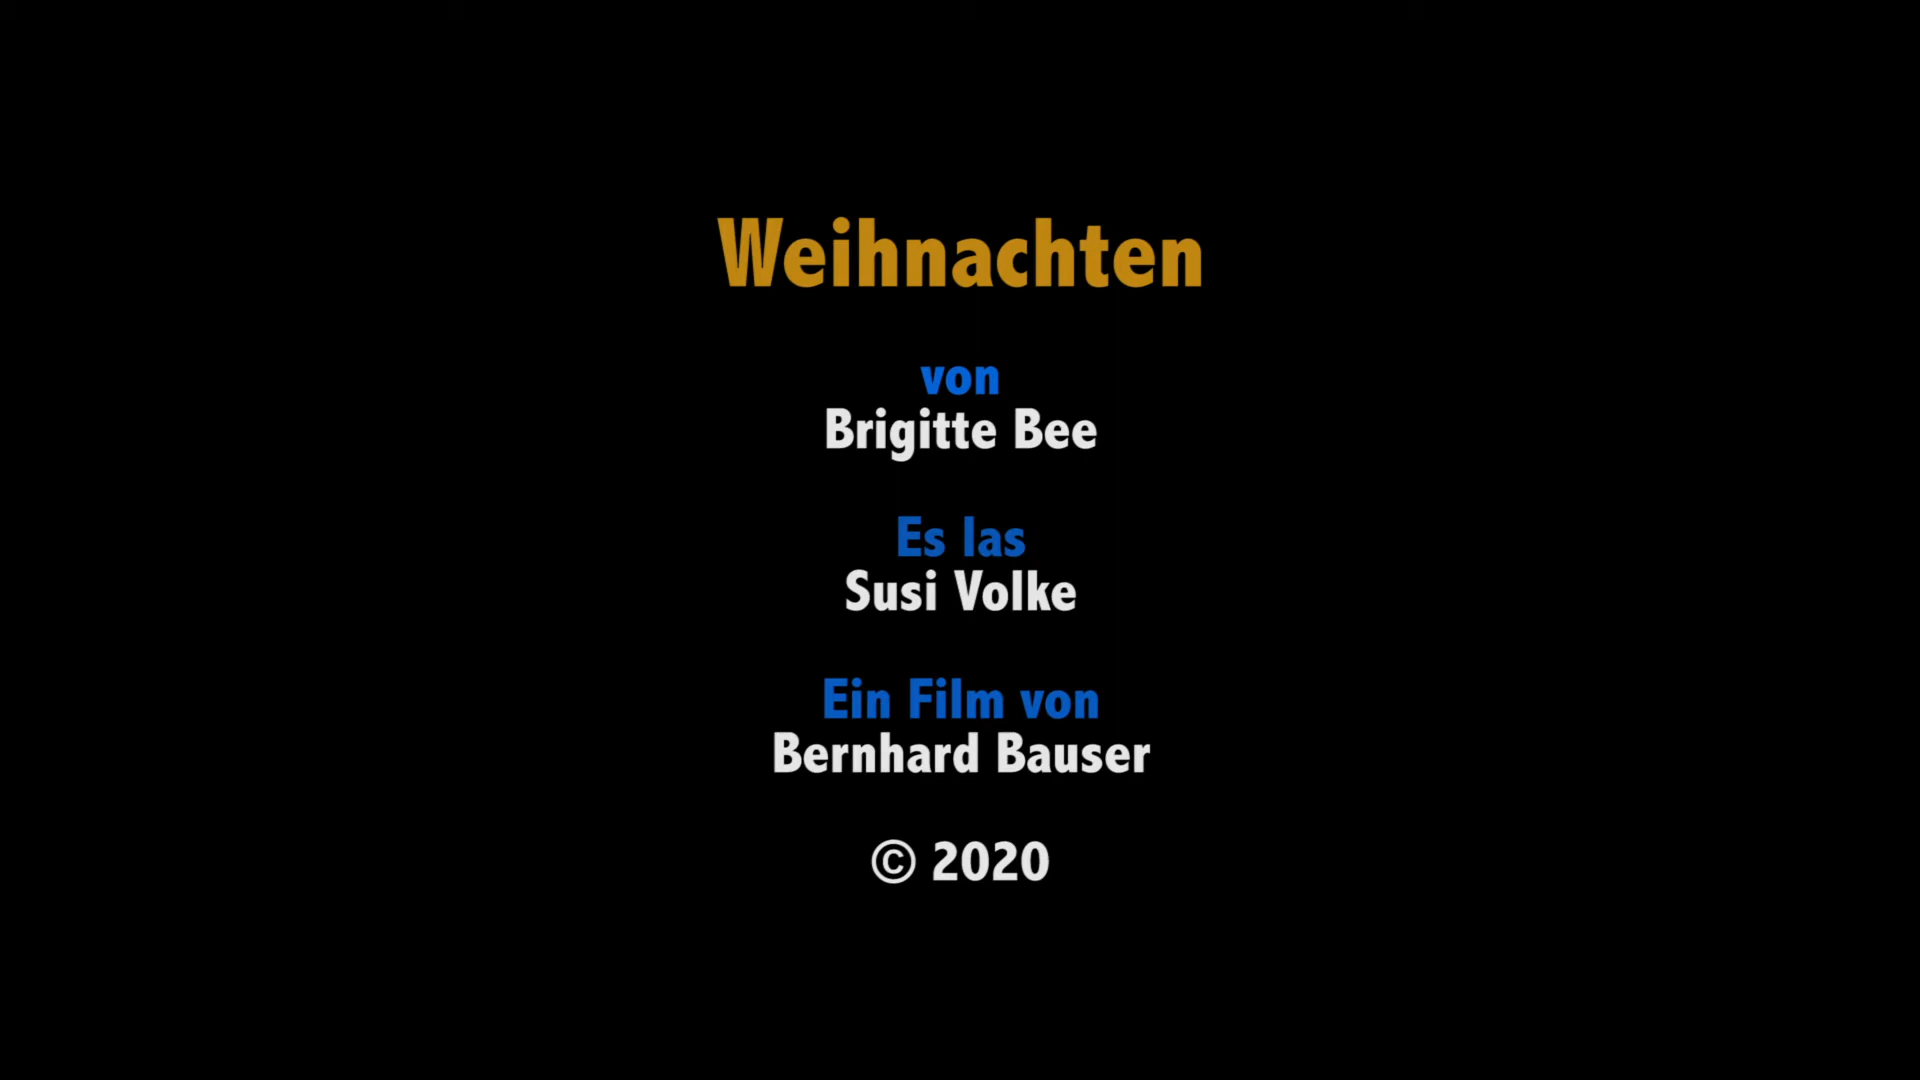 Weihnachten
von
Brigitte Bee
Es las
Susi Volke
Ein Film von
Bernhard Bauser
© 2020